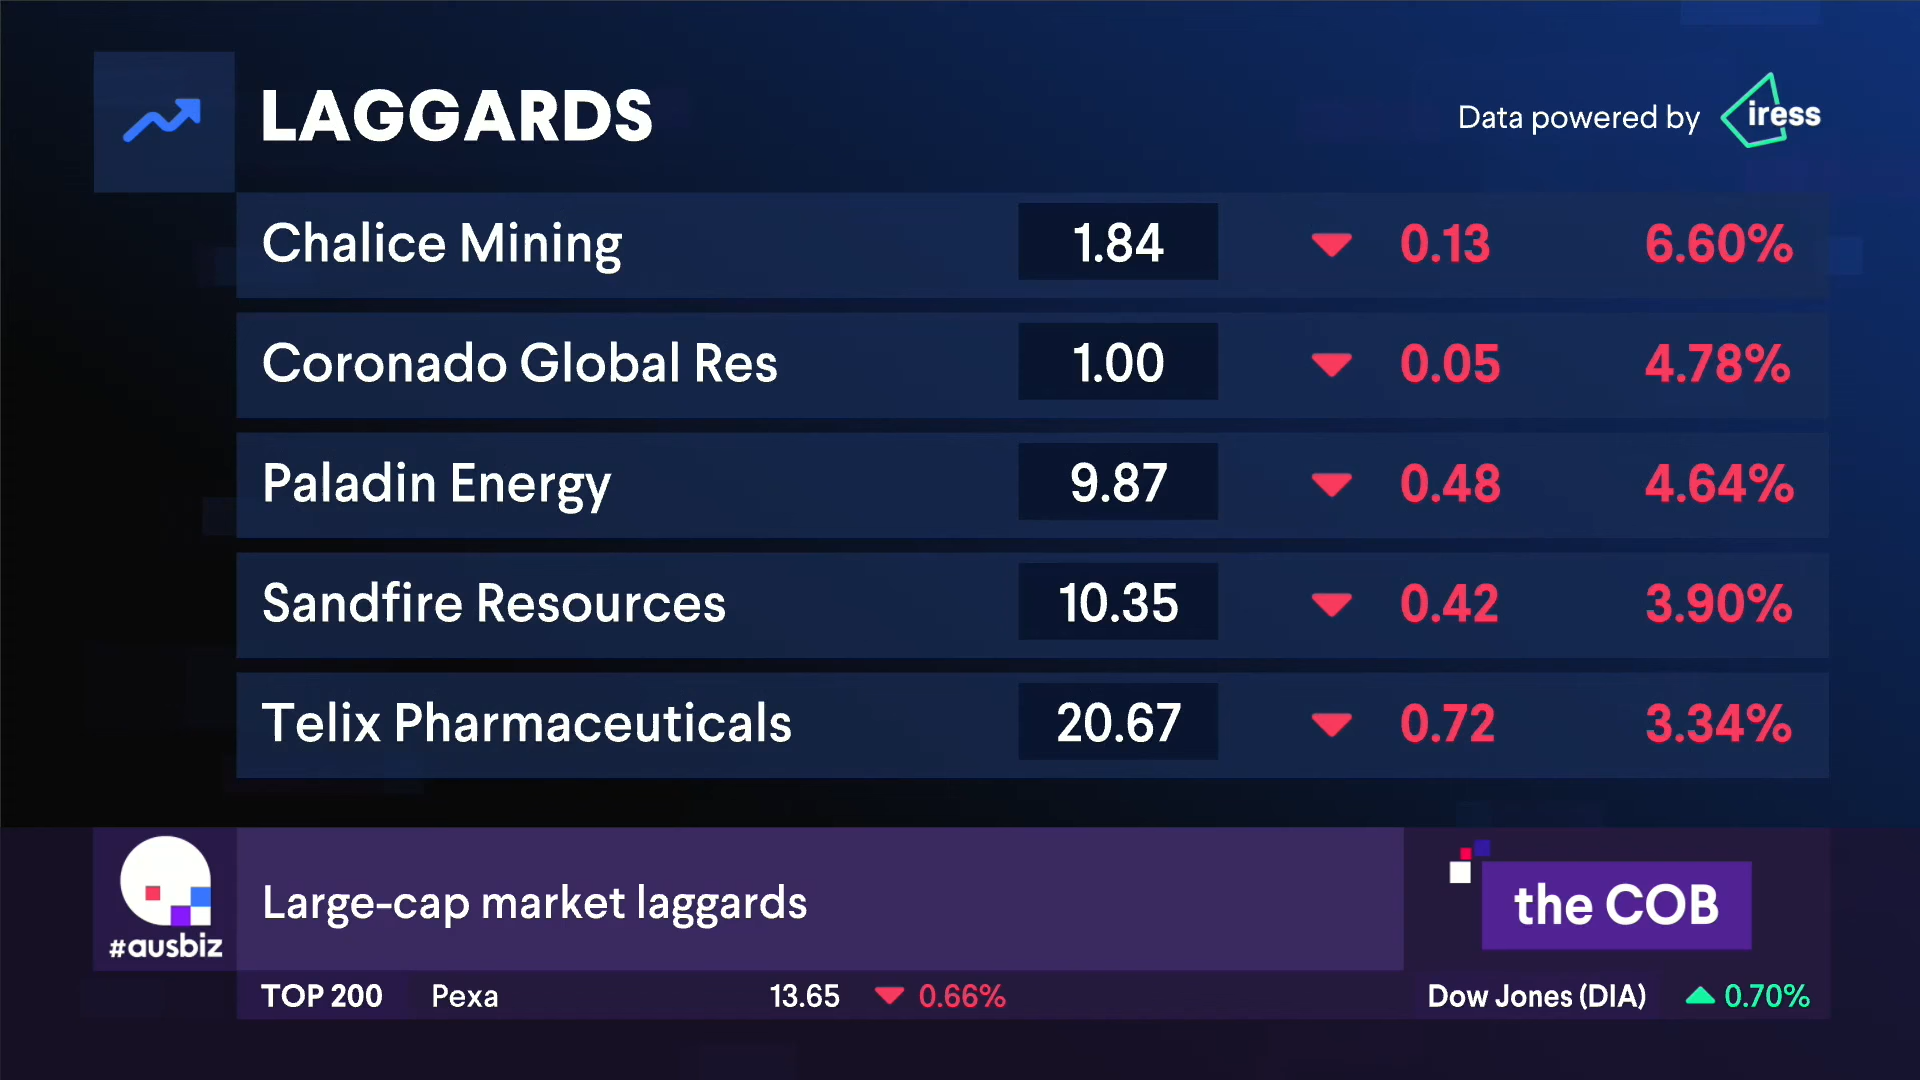 LAGGARDS
Data powered by iress
Chalice Mining 1.84 0.13 6.60%
Coronado Global Res 1.00 0.05 4.78%
Paladin Energy 9.87 0.48 4.64%
Sandfire Resources 10.35 0.42 3.90%
Telix Pharmaceuticals 20.67 0.72 3.34%
#ausbiz
Large-cap market laggards
the COB
TOP 200 Pexa 13.65 0.66% Dow Jones (DIA) 0.70%